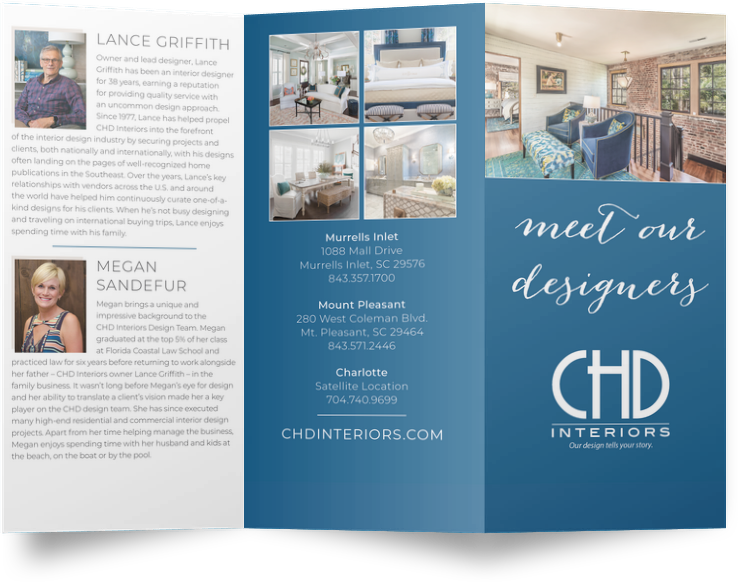 LANCE GRIFFITH
Owner and lead designer, Lance
Griffith has been an interior designer
for 38 years, earning a reputation
for providing quality service with
an uncommon design approach.
Since 1977, Lance has helped propel
CHD Interiors into the forefront
of the interior design industry by securing projects and
clients, both nationally and internationally, with his designs
often landing on the pages of well-recognized home
publications in the Southeast. Over the years, Lance's key
relationships with vendors across the U.S. and around
the world have helped him continuously curate one-of-a-
kind designs for his clients. When he's not busy designing
and traveling on international buying trips, Lance enjoys
spending time with his family.
MEGAN
SANDEFUR
Megan brings a unique and
impressive background to the
CHD Interiors Design Team. Megan
graduated at the top 5% of her class
at Florida Coastal Law School and
practiced law for six years before returning to work alongside
her father – CHD Interiors owner Lance Griffith – in the
family business. It wasn't long before Megan's eye for design
and her ability to translate a client's vision made her a key
player on the CHD design team. She has since executed
many high-end residential and commercial interior design
projects. Apart from her time helping manage the business,
Megan enjoys spending time with her husband and kids at
the beach, on the boat or by the pool.
Murrells Inlet
1088 Mall Drive
Murrells Inlet, SC 29576
843.357.1700
Mount Pleasant
280 West Coleman Blvd.
Mt. Pleasant, SC 29464
843.571.2446
Charlotte
Satellite Location
704.740.9699
CHDINTERIORS.COM
meet our
designers
CHD
INTERIORS
Our design tells your story.